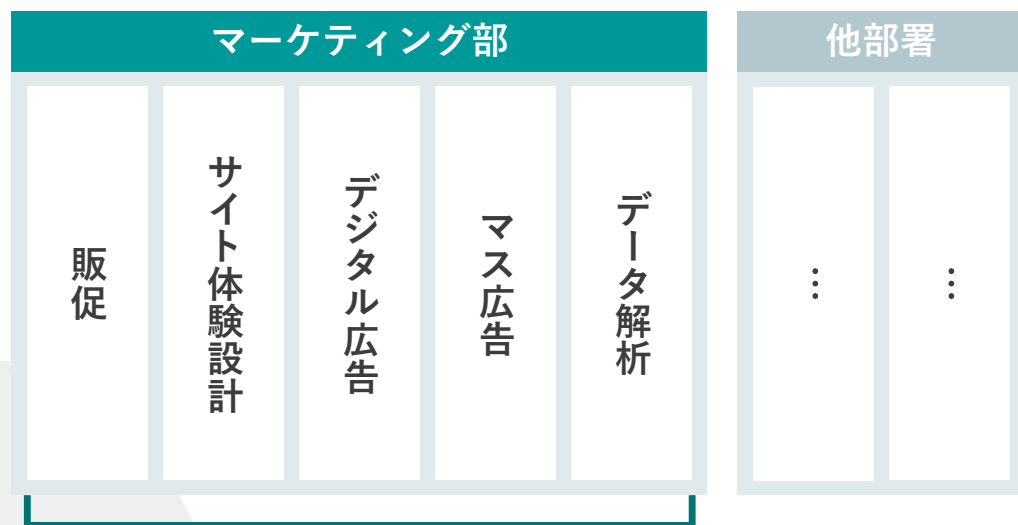 マーケティング部
他部署
販促
サイト体験設計
デジタル広告
マス広告
データ解析
…
…